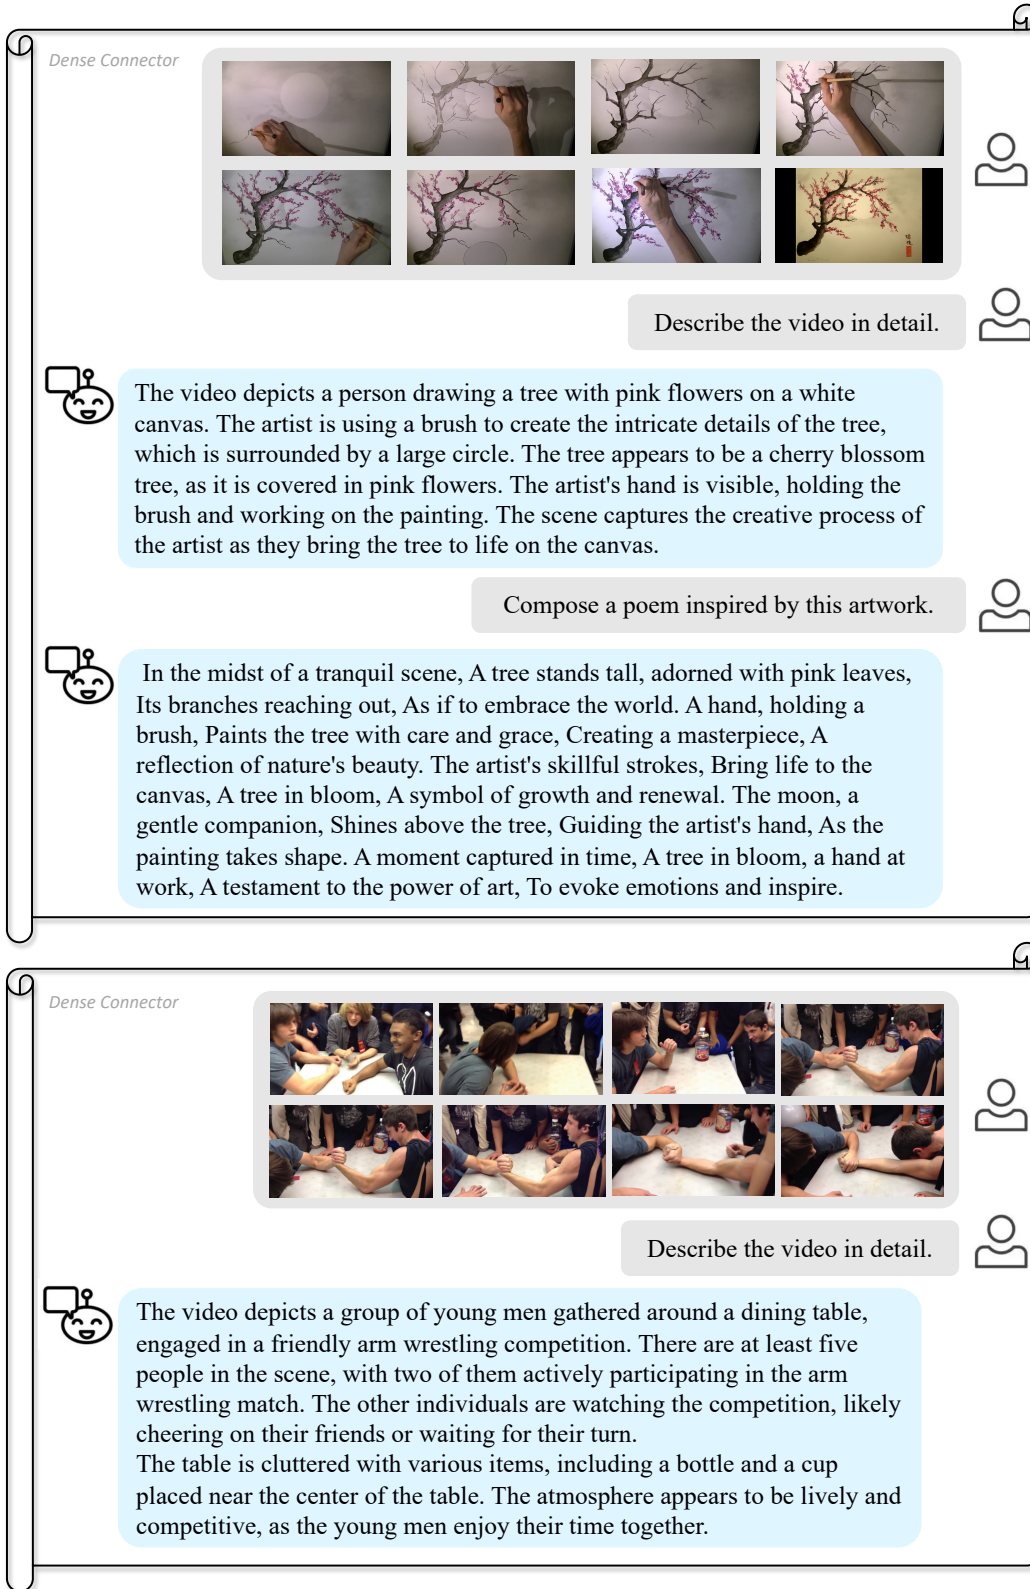 Dense Connector
Describe the video in detail.
The video depicts a person drawing a tree with pink flowers on a white
canvas. The artist is using a brush to create the intricate details of the tree,
which is surrounded by a large circle. The tree appears to be a cherry blossom
tree, as it is covered in pink flowers. The artist's hand is visible, holding the
brush and working on the painting. The scene captures the creative process of
the artist as they bring the tree to life on the canvas.
Compose a poem inspired by this artwork.
In the midst of a tranquil scene, A tree stands tall, adorned with pink leaves,
Its branches reaching out, As if to embrace the world. A hand, holding a
brush, Paints the tree with care and grace, Creating a masterpiece, A
reflection of nature's beauty. The artist's skillful strokes, Bring life to the
canvas, A tree in bloom, A symbol of growth and renewal. The moon, a
gentle companion, Shines above the tree, Guiding the artist's hand, As the
painting takes shape. A moment captured in time, A tree in bloom, a hand at
work, A testament to the power of art, To evoke emotions and inspire.
Dense Connector
Describe the video in detail.
The video depicts a group of young men gathered around a dining table,
engaged in a friendly arm wrestling competition. There are at least five
people in the scene, with two of them actively participating in the arm
wrestling match. The other individuals are watching the competition, likely
cheering on their friends or waiting for their turn.
The table is cluttered with various items, including a bottle and a cup
placed near the center of the table. The atmosphere appears to be lively and
competitive, as the young men enjoy their time together.